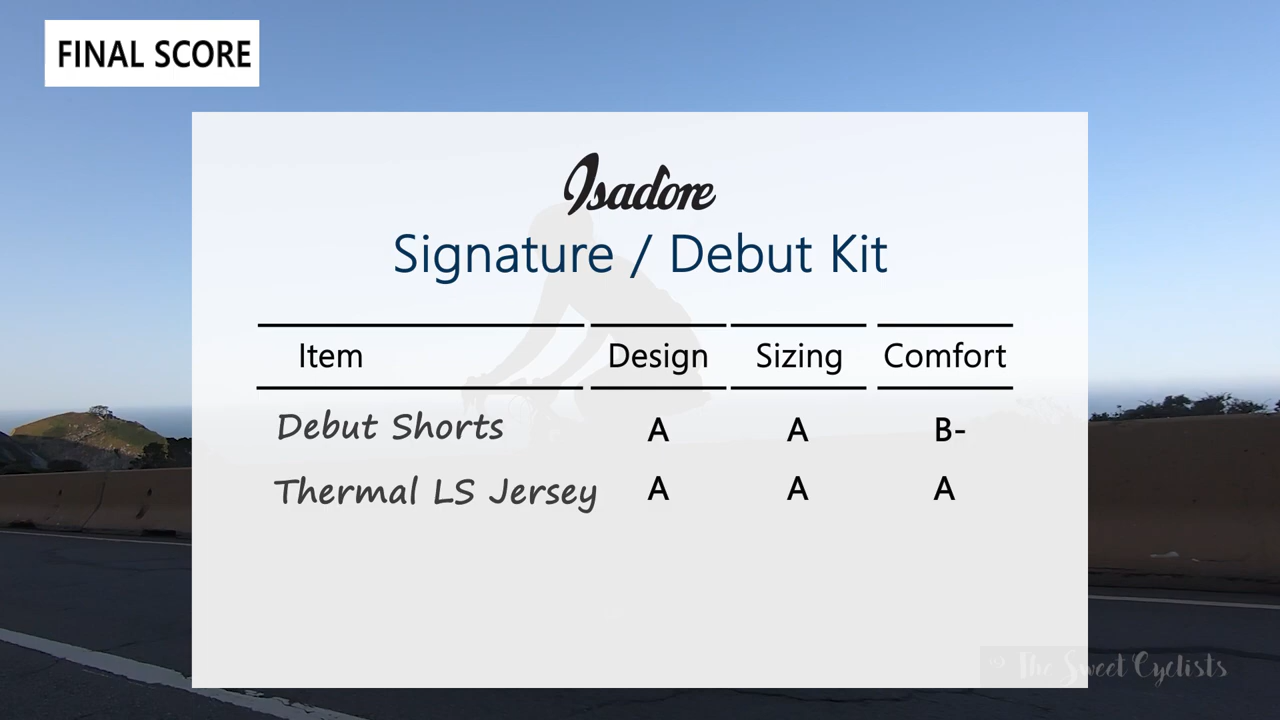 FINAL SCORE
Isadore
Signature / Debut Kit
Item Design Sizing Comfort
Debut Shorts A A B-
Thermal LS Jersey A A A
The Sweet Cyclists